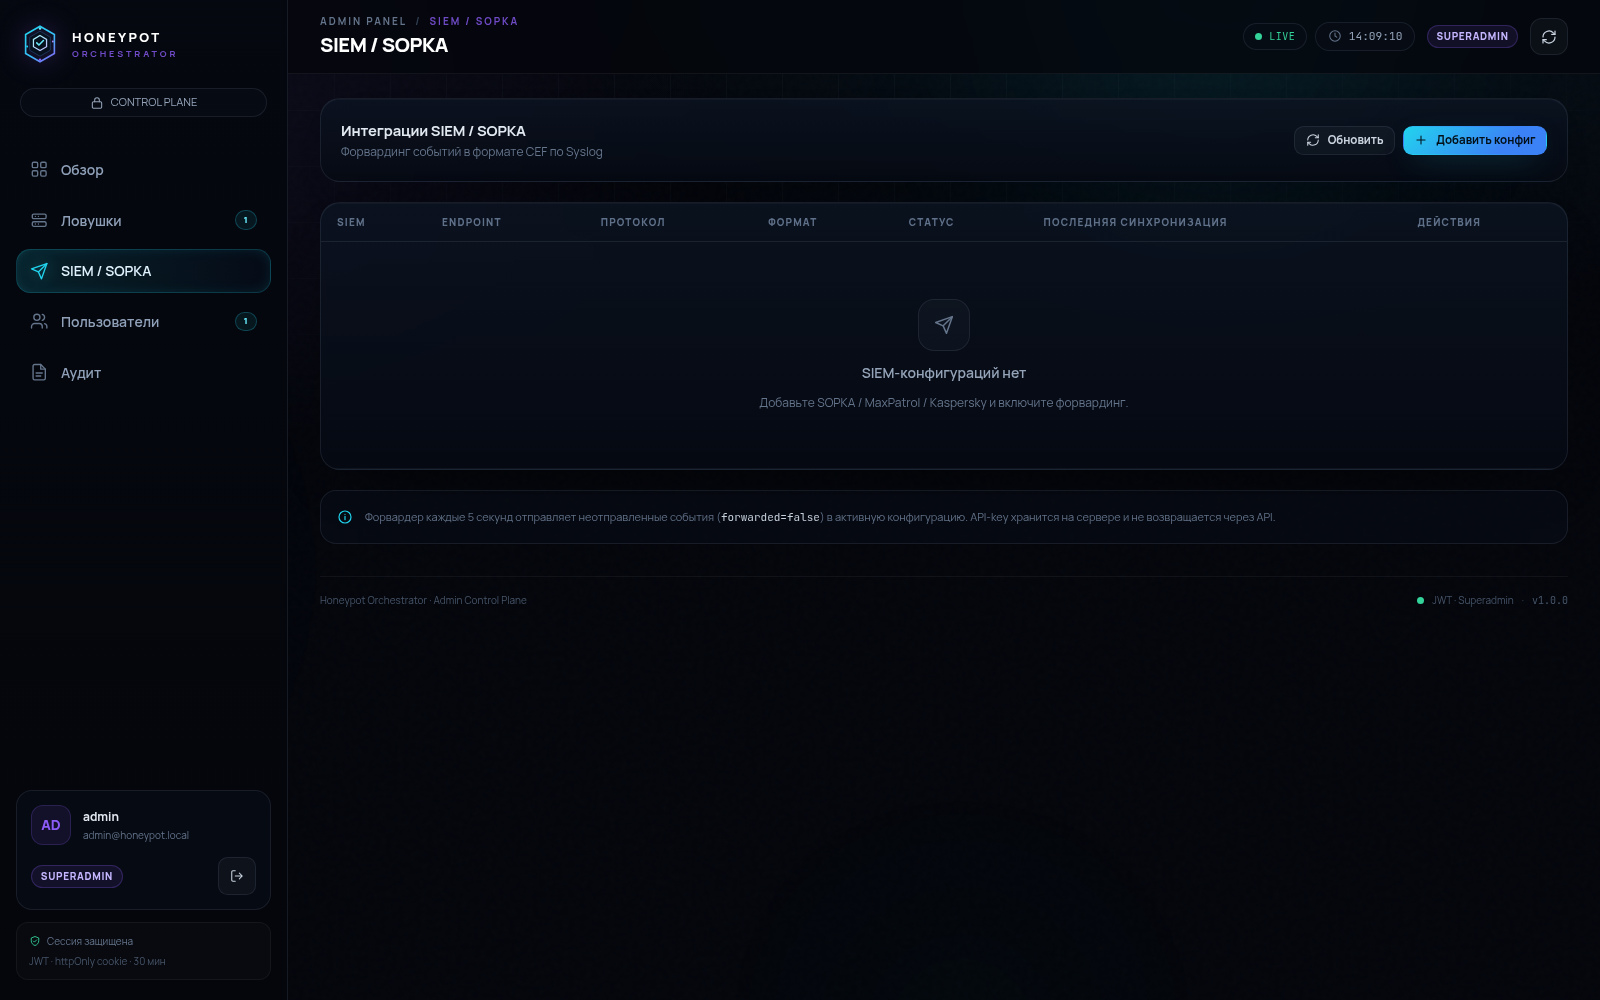 HONEYPOT
ORCHESTRATOR
CONTROL PLANE
Обзор
Ловушки 1
SIEM / SOPKA
Пользователи 1
Аудит
AD
admin
admin@honeypot.local
SUPERADMIN
Сессия защищена
JWT · httpOnly cookie · 30 мин
ADMIN PANEL / SIEM / SOPKA
SIEM / SOPKA
LIVE
14:09:10
SUPERADMIN
Интеграции SIEM / SOPKA
Форвардинг событий в формате CEF по Syslog
Обновить
Добавить конфиг
SIEM ENDPOINT ПРОТОКОЛ ФОРМАТ СТАТУС ПОСЛЕДНЯЯ СИНХРОНИЗАЦИЯ ДЕЙСТВИЯ
SIEM-конфигураций нет
Добавьте SOPKA / MaxPatrol / Kaspersky и включите форвардинг.
Форвардер каждые 5 секунд отправляет неотправленные события (forwarded=false) в активную конфигурацию. API-key хранится на сервере и не возвращается через API.
Honeypot Orchestrator · Admin Control Plane
JWT · Superadmin · v1.0.0